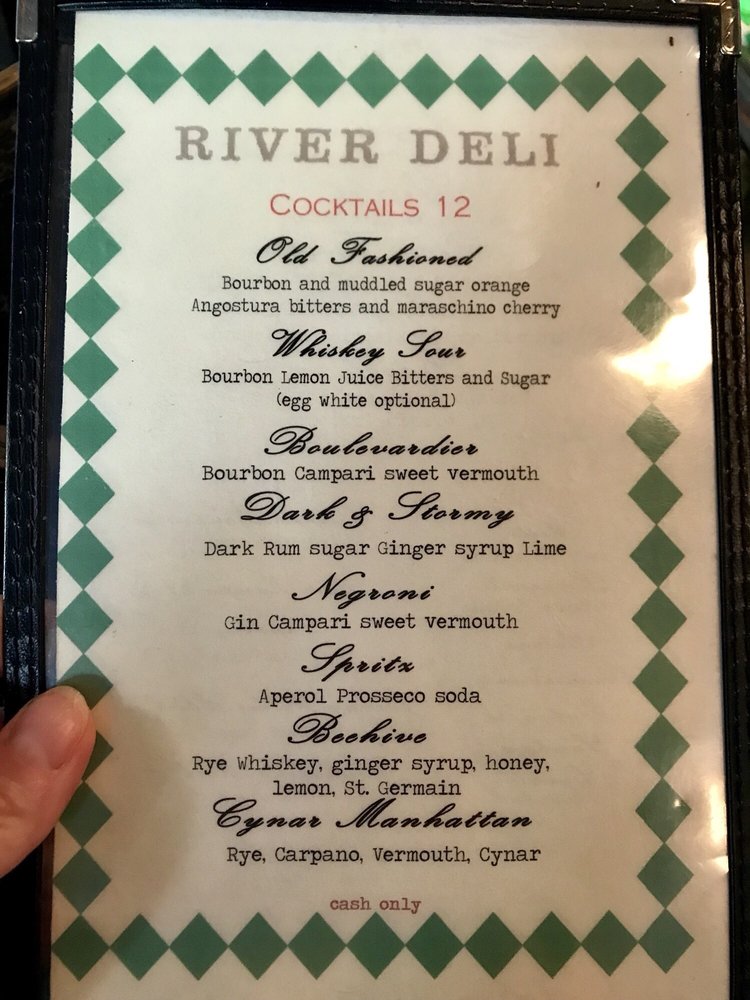 RIVER DELI
COCKTAILS 12
Old Fashioned
Bourbon and muddled sugar orange
Angostura bitters and maraschino cherry
Whiskey Sour
Bourbon Lemon Juice Bitters and Sugar
(egg white optional)
Boulevardier
Bourbon Campari sweet vermouth
Dark & Stormy
Dark Rum sugar Ginger syrup Lime
Negroni
Gin Campari sweet vermouth
Spritz
Aperol Prosseco soda
Beehive
Rye Whiskey, ginger syrup, honey,
lemon, St. Germain
Cynar Manhattan
Rye, Carpano, Vermouth, Cynar
cash only